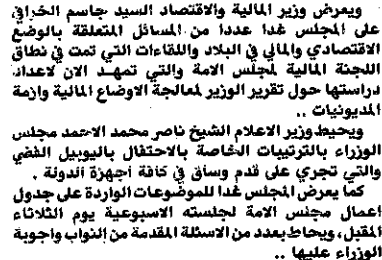 ويعرض وزير المالية والاقتصاد السيد جاسم الخرافي،
على المجلس غدا عددا من المسائل المتعلقة بالوضع
الاقتصادي والمالي في البلاد واللقاءات التي تمت في نطاق
اللجنة المالية لمجلس الامة والتي تمهد الان لاعداد
دراستها حول تقرير الوزير لمعالجة الاوضاع المالية وازمة
المديونيات ..
ويحيط وزير الاعلام الشيخ ناصر محمد الاحمد مجلس
الوزراء بالترتيبات الخاصة بالاحتفال باليوبيل الفضي
والتي تجري على قدم وساق في كافة اجهزة الدولة .
كما يعرض المجلس غدا للموضوعات الواردة على جدول
اعمال مجلس الامة لجلسته الاسبوعية يوم الثلاثاء
المقبل، ويحاط بعدد من الاسئلة المقدمة من النواب واجوبة
الوزراء عليها ..